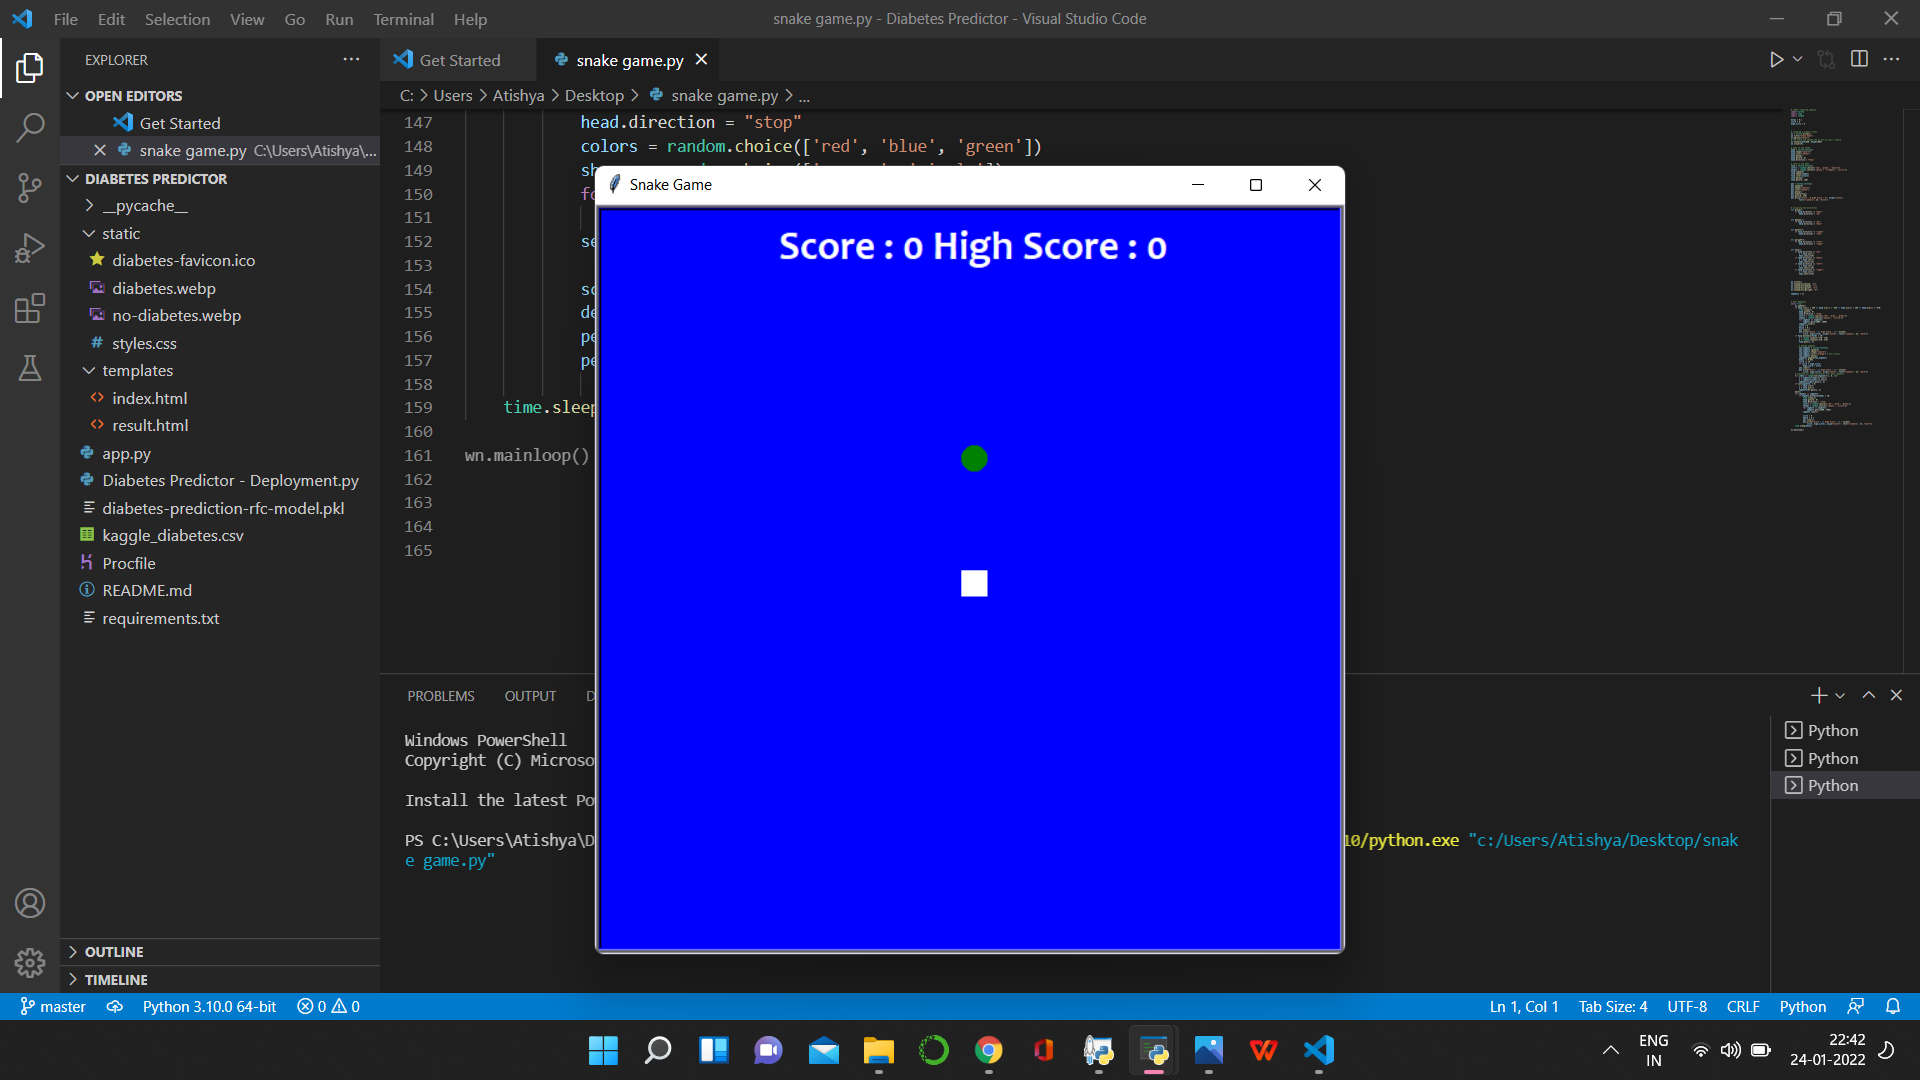 File Edit Selection View Go Run Terminal Help
snake game.py - Diabetes Predictor - Visual Studio Code
EXPLORER
OPEN EDITORS
Get Started
snake game.py C:\Users\Atishya\...
DIABETES PREDICTOR
__pycache__
static
diabetes-favicon.ico
diabetes.webp
no-diabetes.webp
styles.css
templates
index.html
result.html
app.py
Diabetes Predictor - Deployment.py
diabetes-prediction-rfc-model.pkl
kaggle_diabetes.csv
Procfile
README.md
requirements.txt
OUTLINE
TIMELINE
Get Started
snake game.py
C: > Users > Atishya > Desktop > snake game.py > ...
147 head.direction = "stop"
148 colors = random.choice(['red', 'blue', 'green'])
149
150
151
152
153
154
155
156
157
158
159 time.sleep
160
161 wn.mainloop()
162
163
164
165
Snake Game
Score : 0 High Score : 0
PROBLEMS OUTPUT
Windows PowerShell
Copyright (C) Microso
Install the latest Po
PS C:\Users\Atishya\D
10/python.exe "c:/Users/Atishya/Desktop/snak
e game.py"
Python
Python
Python
master
Python 3.10.0 64-bit
0 0
Ln 1, Col 1 Tab Size: 4 UTF-8 CRLF Python
ENG
IN
22:42
24-01-2022